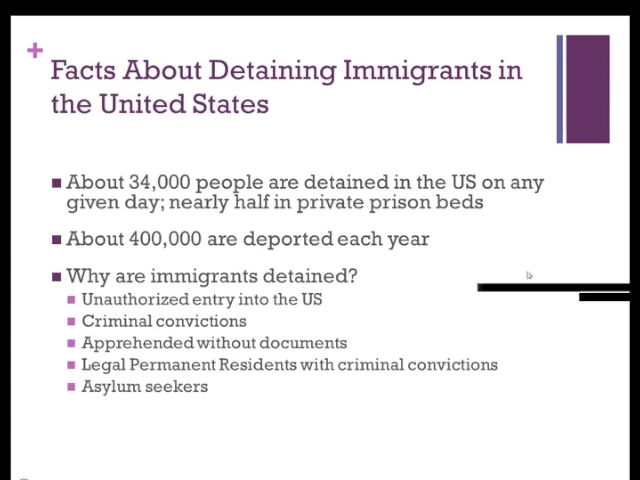 Facts About Detaining Immigrants in
the United States
About 34,000 people are detained in the US on any
given day; nearly half in private prison beds
About 400,000 are deported each year
Why are immigrants detained?
Unauthorized entry into the US
Criminal convictions
Apprehended without documents
Legal Permanent Residents with criminal convictions
Asylum seekers